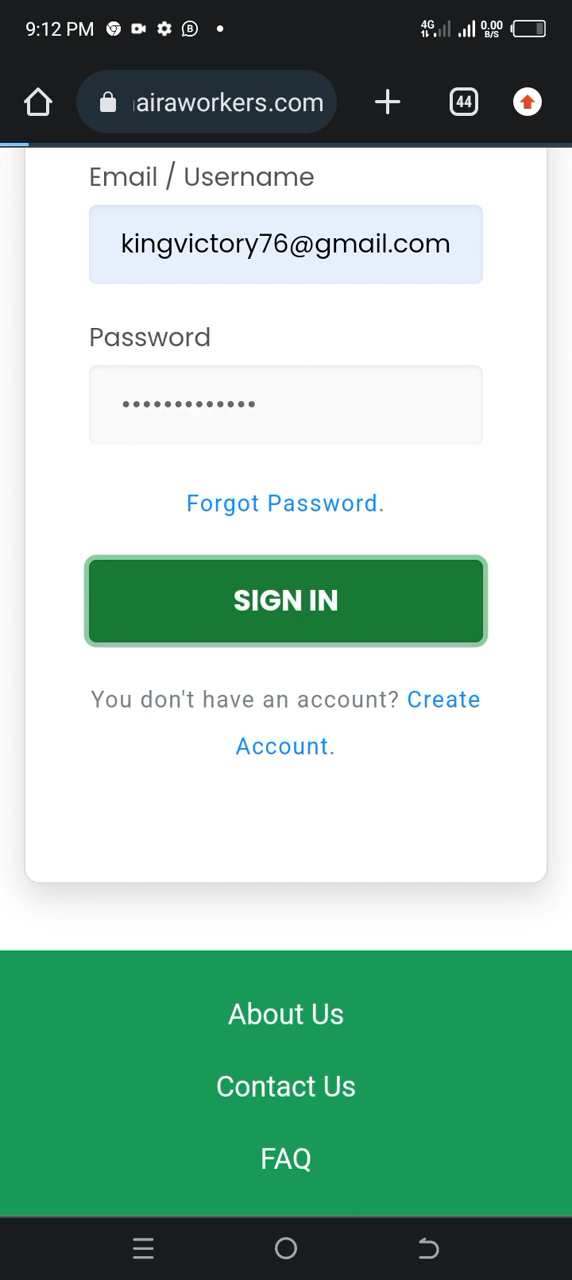 9:12 PM
4G
0.00
B/S
airaworkers.com
44
Email / Username
kingvictory76@gmail.com
Password
•••••••••••••
Forgot Password.
SIGN IN
You don't have an account? Create
Account.
About Us
Contact Us
FAQ